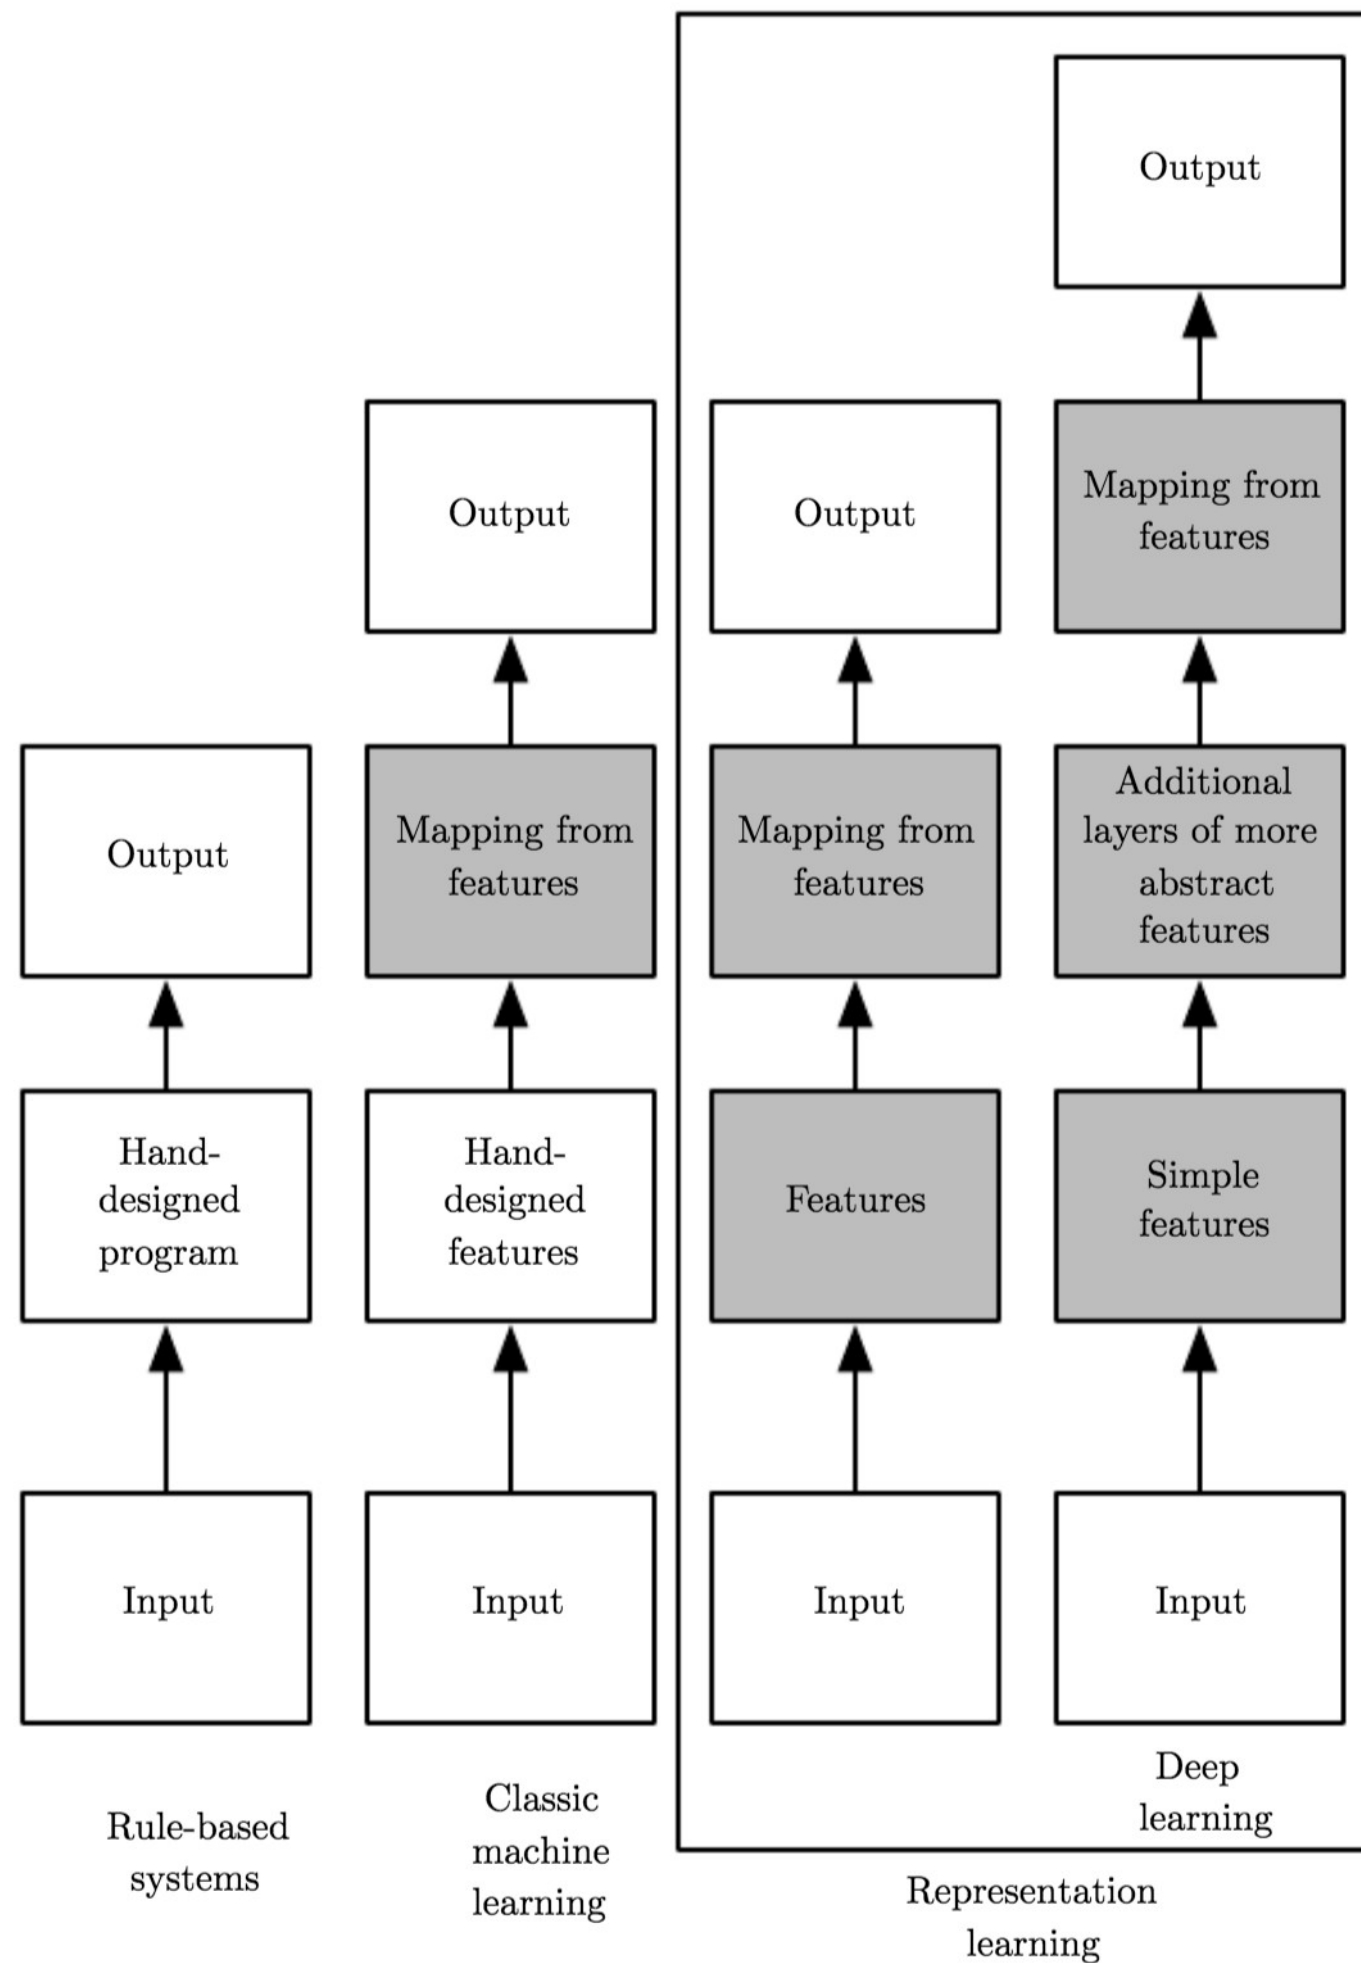 Output
Output
Output
Mapping from
features
Output
Mapping from
features
Mapping from
features
Additional
layers of more
abstract
features
Hand-
designed
program
Hand-
designed
features
Features
Simple
features
Input
Input
Input
Input
Rule-based
systems
Classic
machine
learning
Deep
learning
Representation
learning